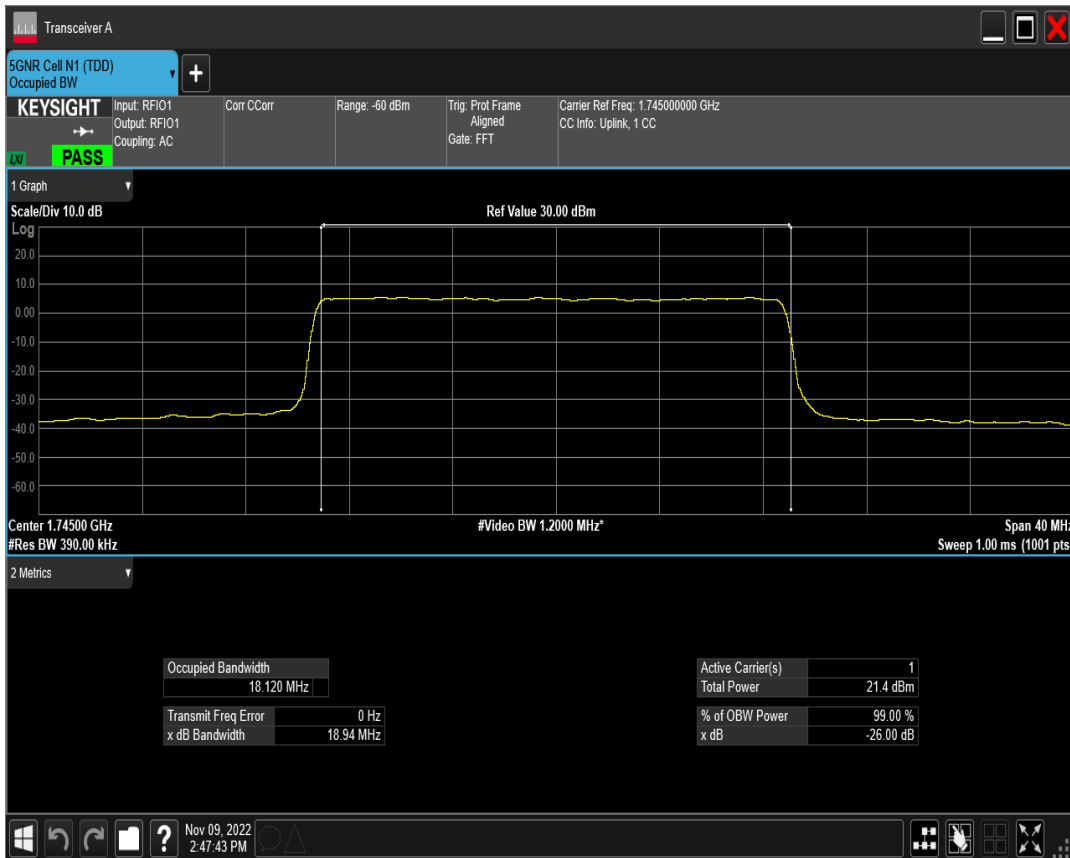 Transceiver A
5GNR Cell N1 (TDD)
Occupied BW
+
KEYSIGHT
LXI
PASS
Input: RFIO1
Output: RFIO1
Coupling: AC
Corr CCorr
Range: -60 dBm
Trig: Prot Frame
Aligned
Gate: FFT
Carrier Ref Freq: 1.745000000 GHz
CC Info: Uplink, 1 CC
1 Graph
Scale/Div 10.0 dB
Ref Value 30.00 dBm
Log
20.0
10.0
0.00
-10.0
-20.0
-30.0
-40.0
-50.0
-60.0
Center 1.74500 GHz
#Video BW 1.2000 MHz*
Span 40 MHz
#Res BW 390.00 kHz
Sweep 1.00 ms (1001 pts
2 Metrics
Occupied Bandwidth
18.120 MHz
Transmit Freq Error 0 Hz
x dB Bandwidth 18.94 MHz
Active Carrier(s) 1
Total Power 21.4 dBm
% of OBW Power 99.00 %
x dB -26.00 dB
?
Nov 09, 2022
2:47:43 PM